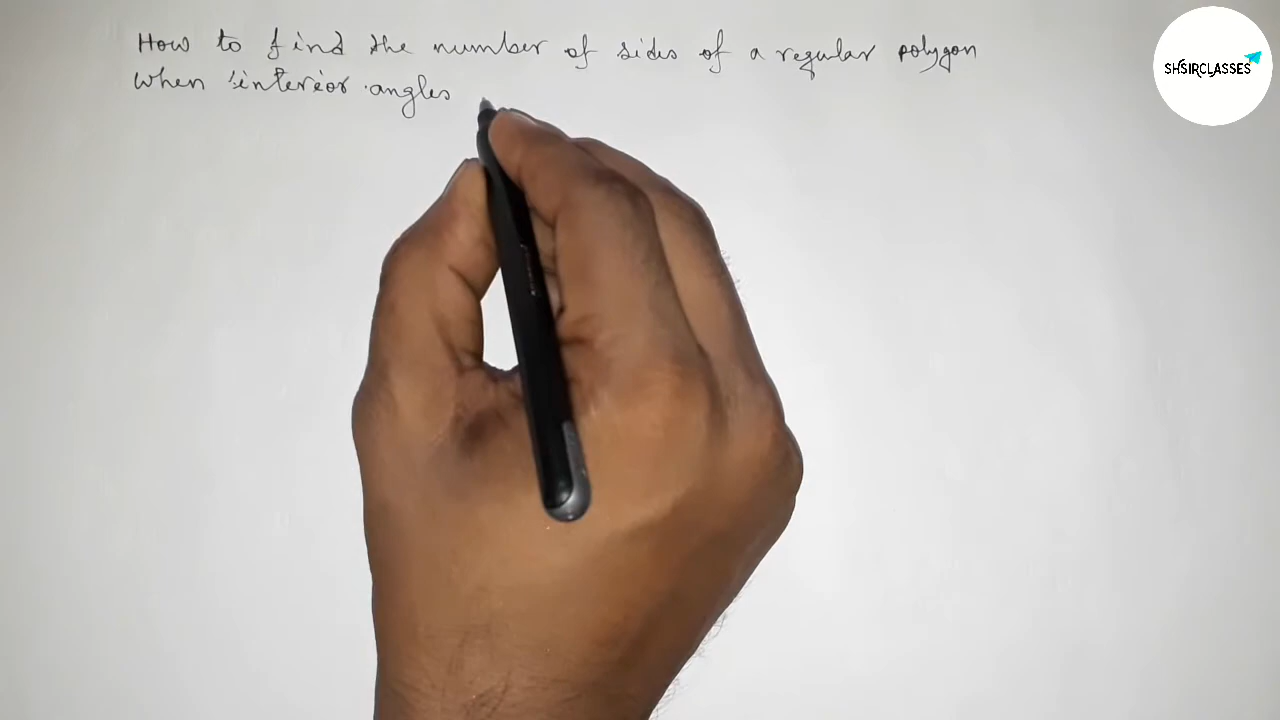 How to find the number of sides of a regular polygon
when interior angles
SHSIRCLASSES